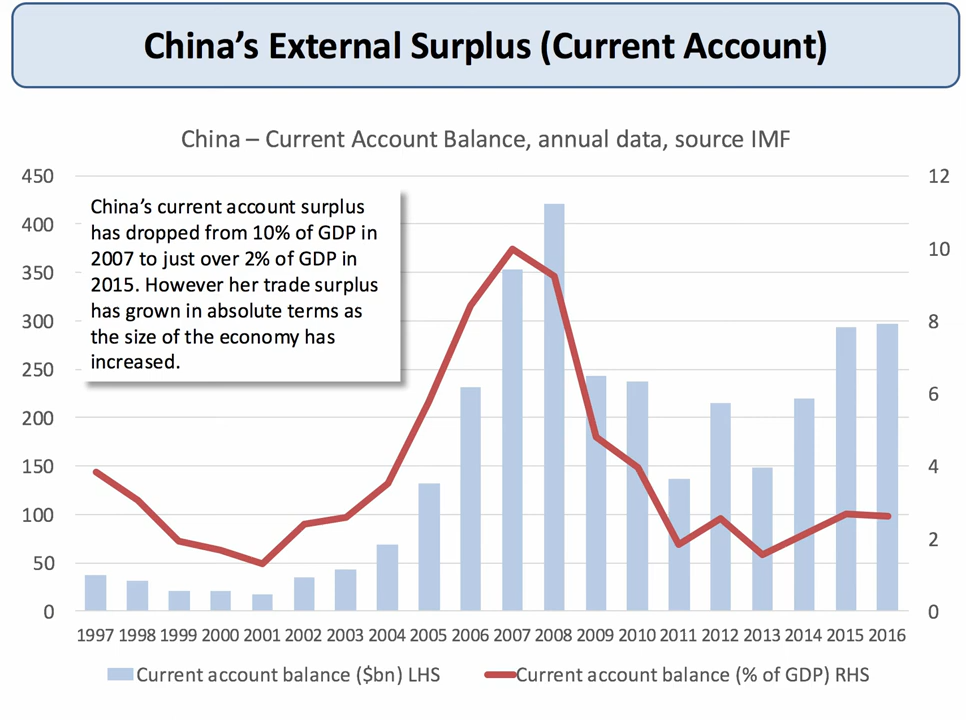 China's External Surplus (Current Account)
China – Current Account Balance, annual data, source IMF
450
400
350
300
250
200
150
100
50
0
China's current account surplus
has dropped from 10% of GDP in
2007 to just over 2% of GDP in
2015. However her trade surplus
has grown in absolute terms as
the size of the economy has
increased.
12
10
8
6
4
2
0
1997 1998 1999 2000 2001 2002 2003 2004 2005 2006 2007 2008 2009 2010 2011 2012 2013 2014 2015 2016
Current account balance ($bn) LHS
Current account balance (% of GDP) RHS